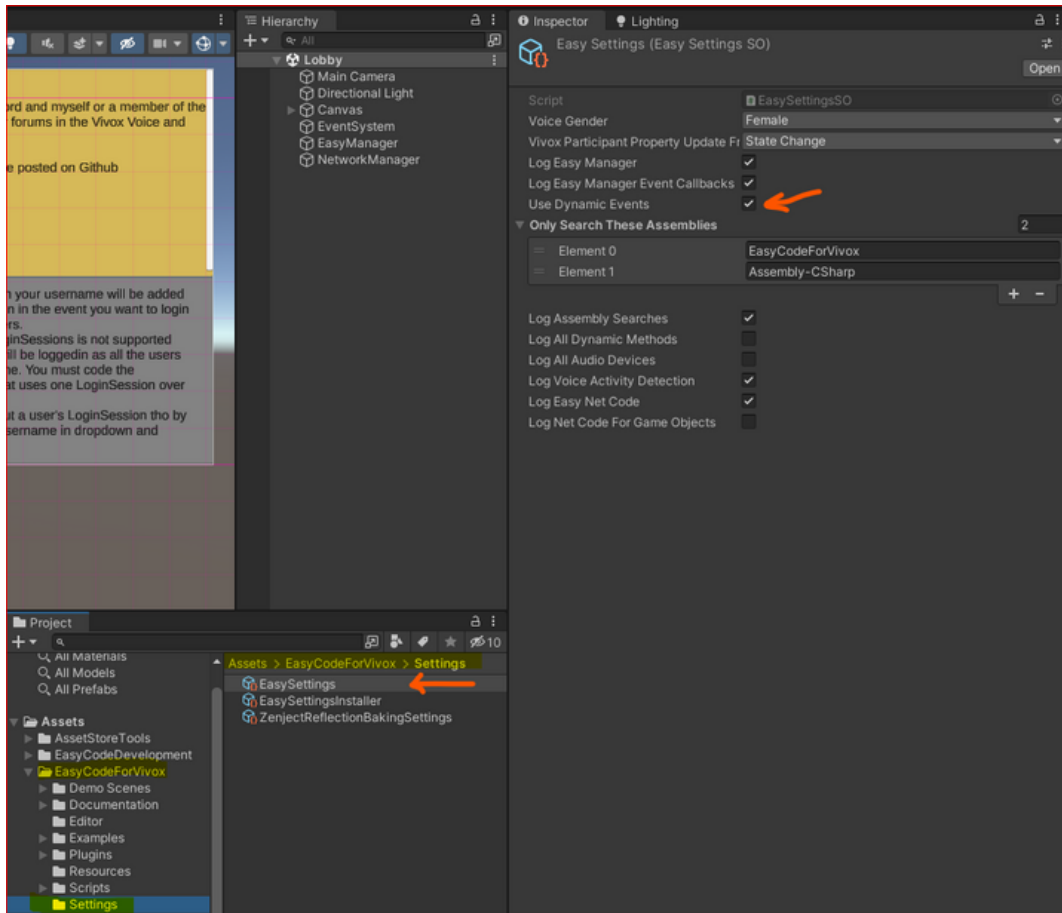 Hierarchy
All
Lobby
Main Camera
Directional Light
Canvas
EventSystem
EasyManager
NetworkManager
ord and myself or a member of the
forums in the Vivox Voice and
e posted on Github
n your username will be added
n in the event you want to login
rs.
ginSessions is not supported
ill be loggedin as all the users
ne. You must code the
at uses one LoginSession over
ut a user's LoginSession tho by
sername in dropdown and
Inspector
Lighting
Easy Settings (Easy Settings SO)
Open
Script EasySettingsSO
Voice Gender Female
Vivox Participant Property Update Fr State Change
Log Easy Manager
Log Easy Manager Event Callbacks
Use Dynamic Events
Only Search These Assemblies 2
Element 0 EasyCodeForVivox
Element 1 Assembly-CSharp
+ −
Log Assembly Searches
Log All Dynamic Methods
Log All Audio Devices
Log Voice Activity Detection
Log Easy Net Code
Log Net Code For Game Objects
Project
10
All Materials
All Models
All Prefabs
Assets
AssetStoreTools
EasyCodeDevelopment
EasyCodeForVivox
Demo Scenes
Documentation
Editor
Examples
Plugins
Resources
Scripts
Settings
Assets > EasyCodeForVivox > Settings
EasySettings
EasySettingsInstaller
ZenjectReflectionBakingSettings